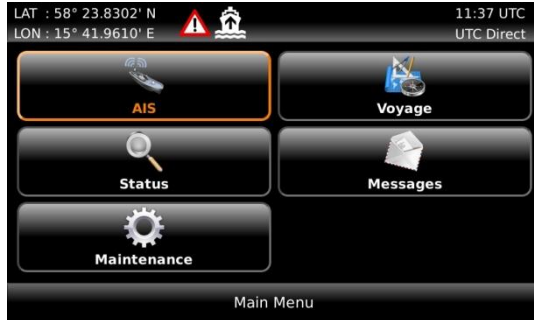 LAT : 58° 23.8302' N
LON : 15° 41.9610' E
11:37 UTC
UTC Direct
AIS
Voyage
Status
Messages
Maintenance
Main Menu